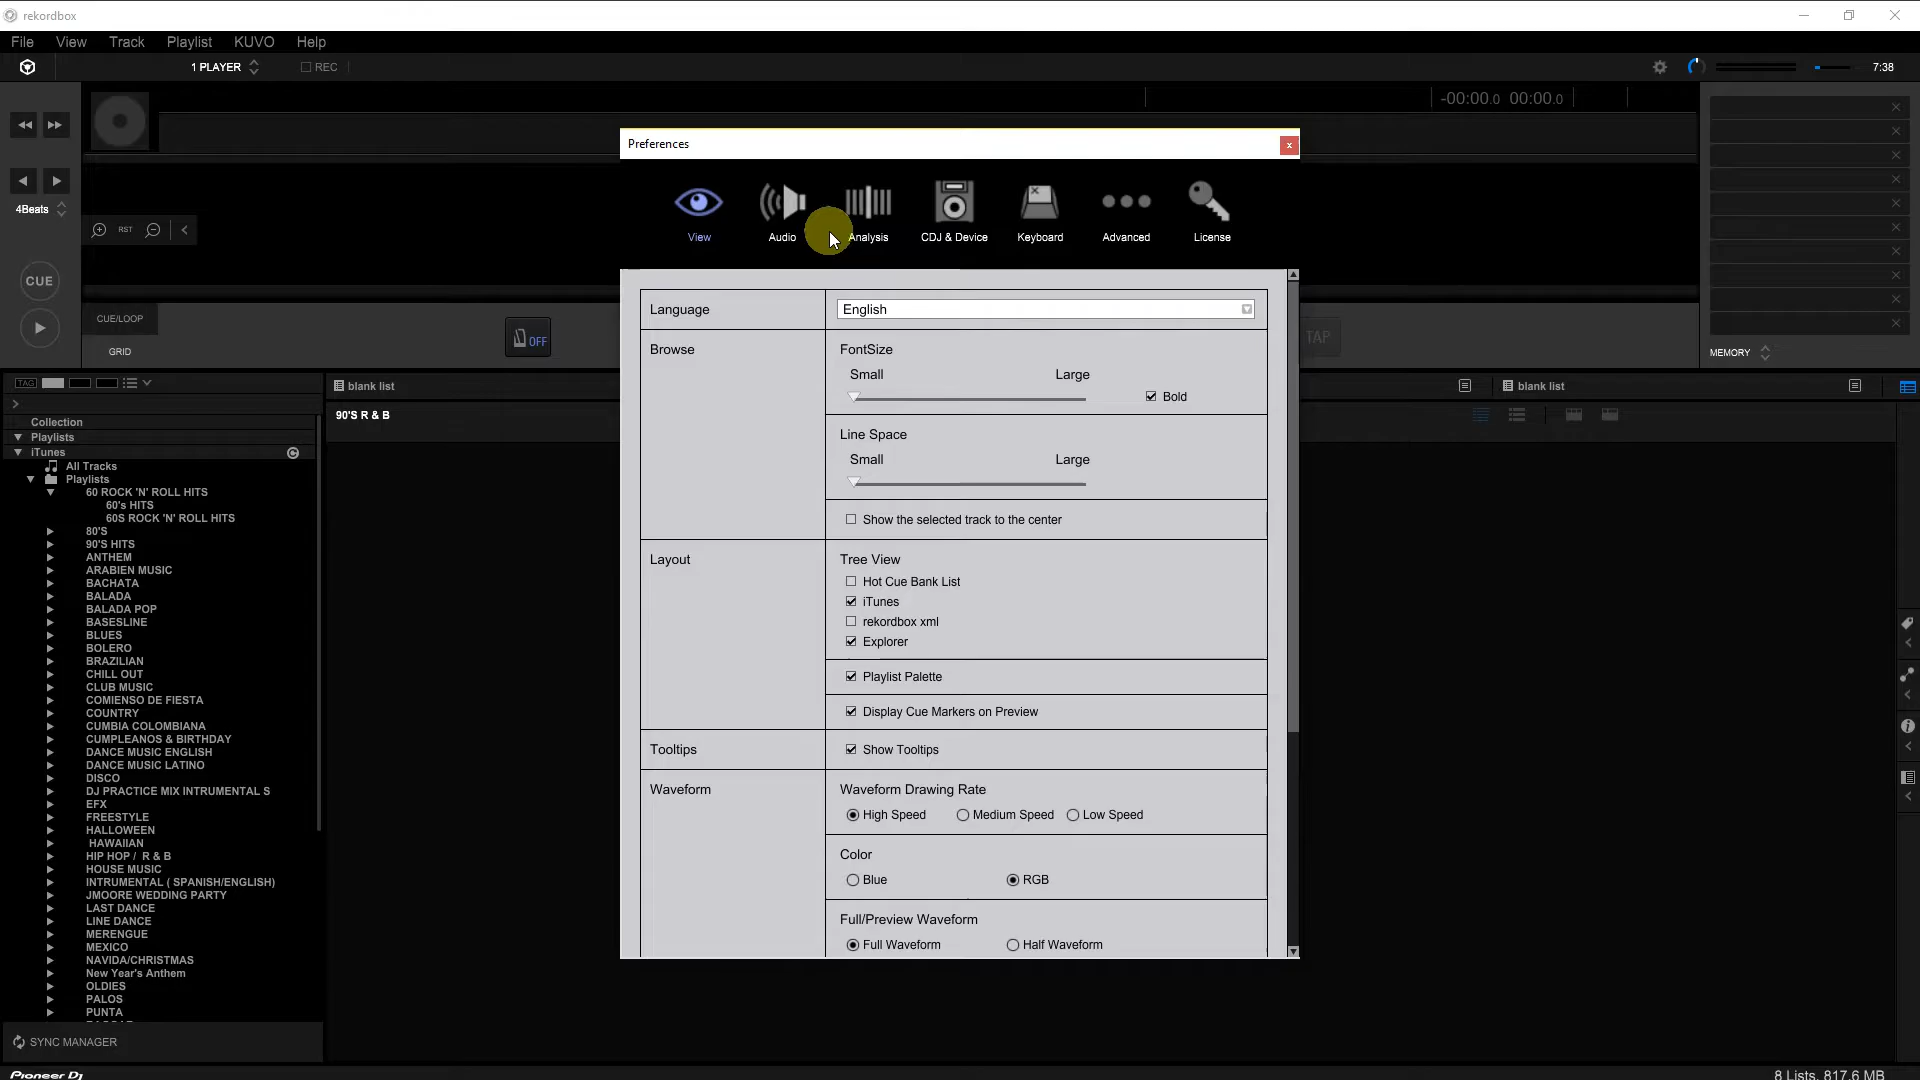 rekordbox
File View Track Playlist KUVO Help
1 PLAYER REC 7:38
-00:00.0 00:00.0
4Beats
RST
CUE
CUE/LOOP
GRID
OFF
TAP
MEMORY
Preferences
View Audio Analysis CDJ & Device Keyboard Advanced License
Language English
Browse FontSize
Small Large
Bold
Line Space
Small Large
Show the selected track to the center
Layout Tree View
Hot Cue Bank List
iTunes
rekordbox xml
Explorer
Playlist Palette
Display Cue Markers on Preview
Tooltips Show Tooltips
Waveform Waveform Drawing Rate
High Speed Medium Speed Low Speed
Color
Blue RGB
Full/Preview Waveform
Full Waveform Half Waveform
TAG
blank list
blank list
90'S R & B
Collection
Playlists
iTunes
All Tracks
Playlists
60 ROCK 'N' ROLL HITS
60's HITS
60S ROCK 'N' ROLL HITS
80'S
90'S HITS
ANTHEM
ARABIEN MUSIC
BACHATA
BALADA
BALADA POP
BASESLINE
BLUES
BOLERO
BRAZILIAN
CHILL OUT
CLUB MUSIC
COMIENSO DE FIESTA
COUNTRY
CUMBIA COLOMBIANA
CUMPLEANOS & BIRTHDAY
DANCE MUSIC ENGLISH
DANCE MUSIC LATINO
DISCO
DJ PRACTICE MIX INTRUMENTAL S
EFX
FREESTYLE
HALLOWEEN
HAWAIIAN
HIP HOP / R & B
HOUSE MUSIC
INTRUMENTAL ( SPANISH/ENGLISH)
JMOORE WEDDING PARTY
LAST DANCE
LINE DANCE
MERENGUE
MEXICO
NAVIDA/CHRISTMAS
New Year's Anthem
OLDIES
PALOS
PUNTA
SYNC MANAGER
Pioneer Dj
8 Lists, 817.6 MB